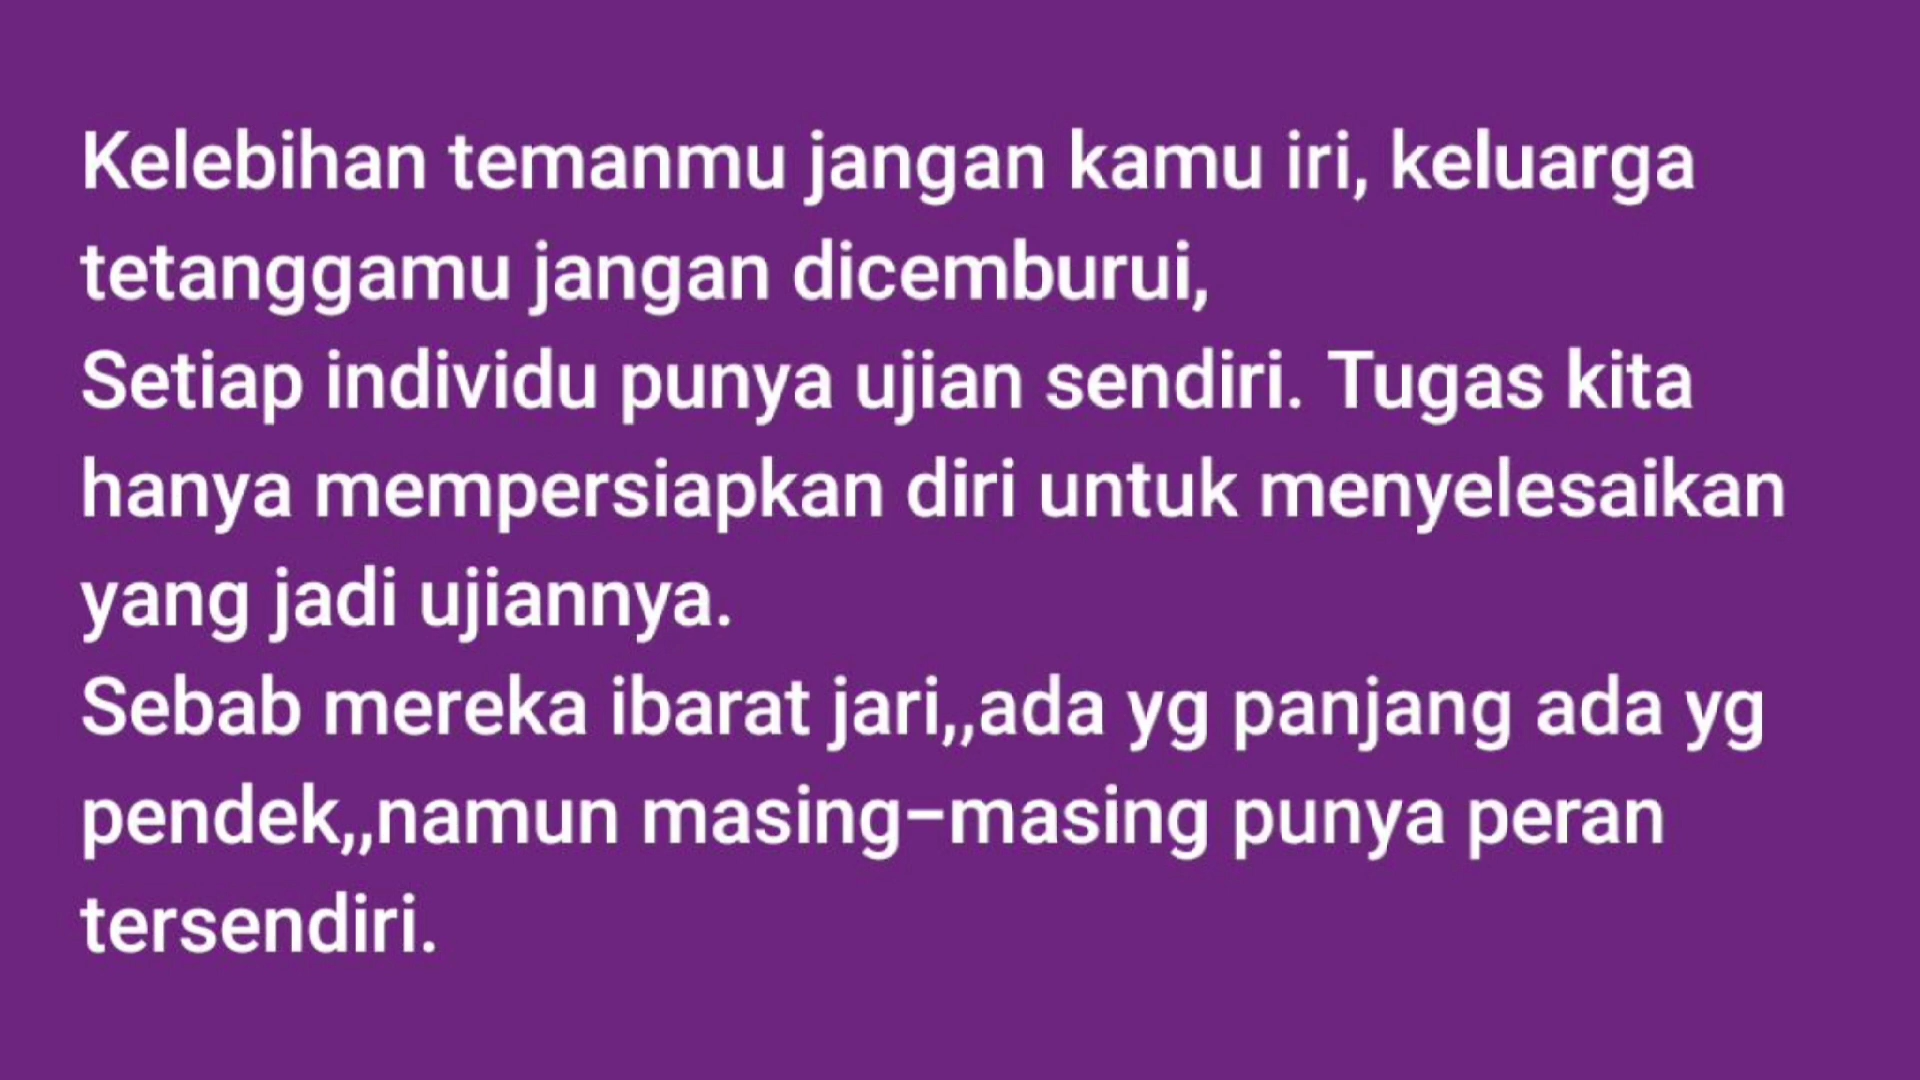 Kelebihan temanmu jangan kamu iri, keluarga
tetanggamu jangan dicemburui,
Setiap individu punya ujian sendiri. Tugas kita
hanya mempersiapkan diri untuk menyelesaikan
yang jadi ujiannya.
Sebab mereka ibarat jari,,ada yg panjang ada yg
pendek,,namun masing–masing punya peran
tersendiri.